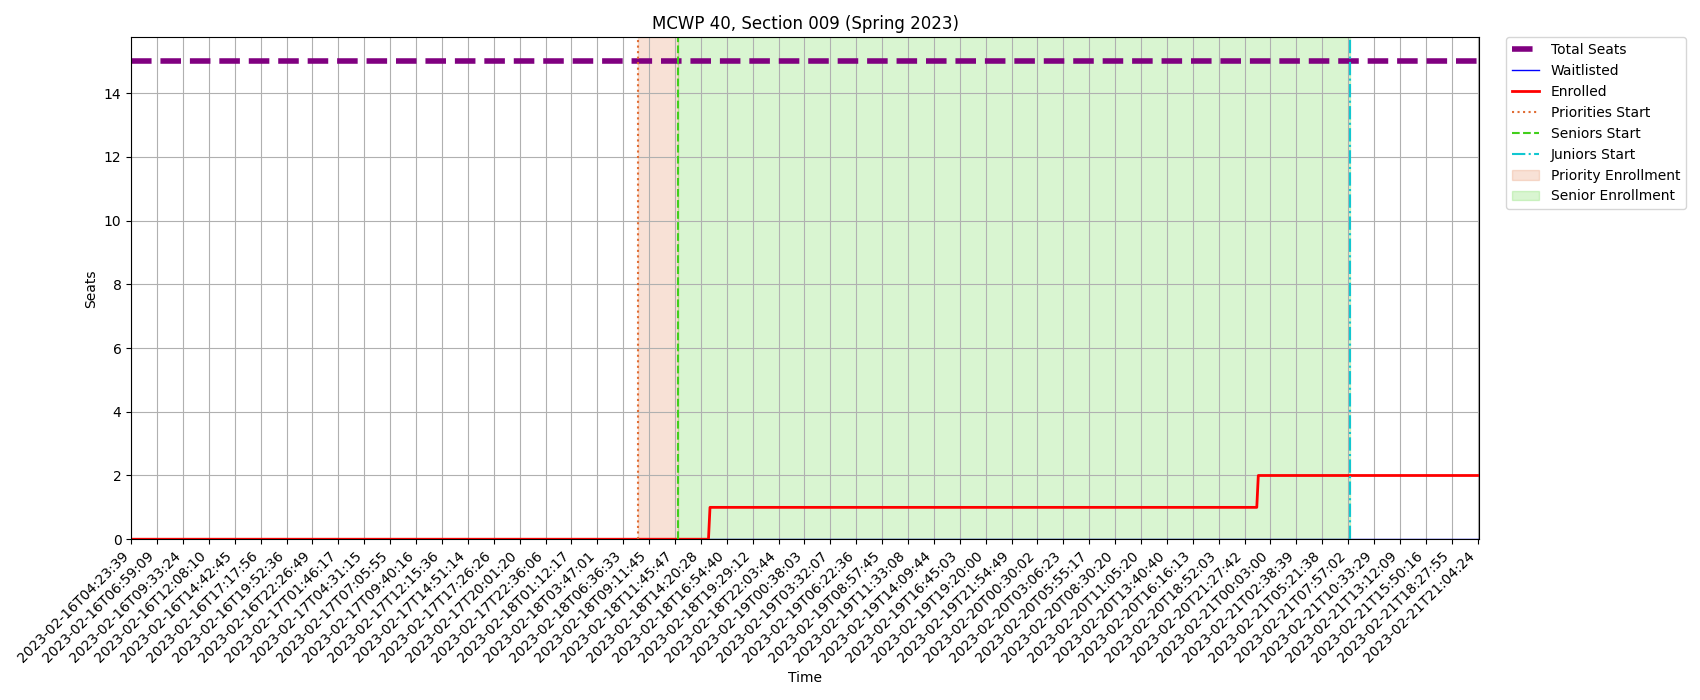 MCWP 40, Section 009 (Spring 2023)
Total Seats
Waitlisted
Enrolled
Priorities Start
Seniors Start
Juniors Start
Priority Enrollment
Senior Enrollment
Seats
14
12
10
8
6
4
2
0
2023-02-16T04:23:39
2023-02-16T06:59:09
2023-02-16T09:33:24
2023-02-16T12:08:10
2023-02-16T14:42:45
2023-02-16T17:17:56
2023-02-16T19:52:36
2023-02-16T22:26:49
2023-02-17T01:46:17
2023-02-17T04:31:15
2023-02-17T07:05:55
2023-02-17T09:40:16
2023-02-17T12:15:36
2023-02-17T14:51:14
2023-02-17T17:26:26
2023-02-17T20:01:20
2023-02-17T22:36:06
2023-02-18T01:12:17
2023-02-18T03:47:01
2023-02-18T06:36:33
2023-02-18T09:11:45
2023-02-18T11:45:47
2023-02-18T14:20:28
2023-02-18T16:54:40
2023-02-18T19:29:12
2023-02-18T22:03:44
2023-02-19T00:38:03
2023-02-19T03:32:07
2023-02-19T06:22:36
2023-02-19T08:57:45
2023-02-19T11:33:08
2023-02-19T14:09:44
2023-02-19T16:45:03
2023-02-19T19:20:00
2023-02-19T21:54:49
2023-02-20T00:30:02
2023-02-20T03:06:23
2023-02-20T05:55:17
2023-02-20T08:30:20
2023-02-20T11:05:20
2023-02-20T13:40:40
2023-02-20T16:16:13
2023-02-20T18:52:03
2023-02-20T21:27:42
2023-02-21T00:03:00
2023-02-21T02:38:39
2023-02-21T05:21:38
2023-02-21T07:57:02
2023-02-21T10:33:29
2023-02-21T13:12:09
2023-02-21T15:50:16
2023-02-21T18:27:55
2023-02-21T21:04:24
Time